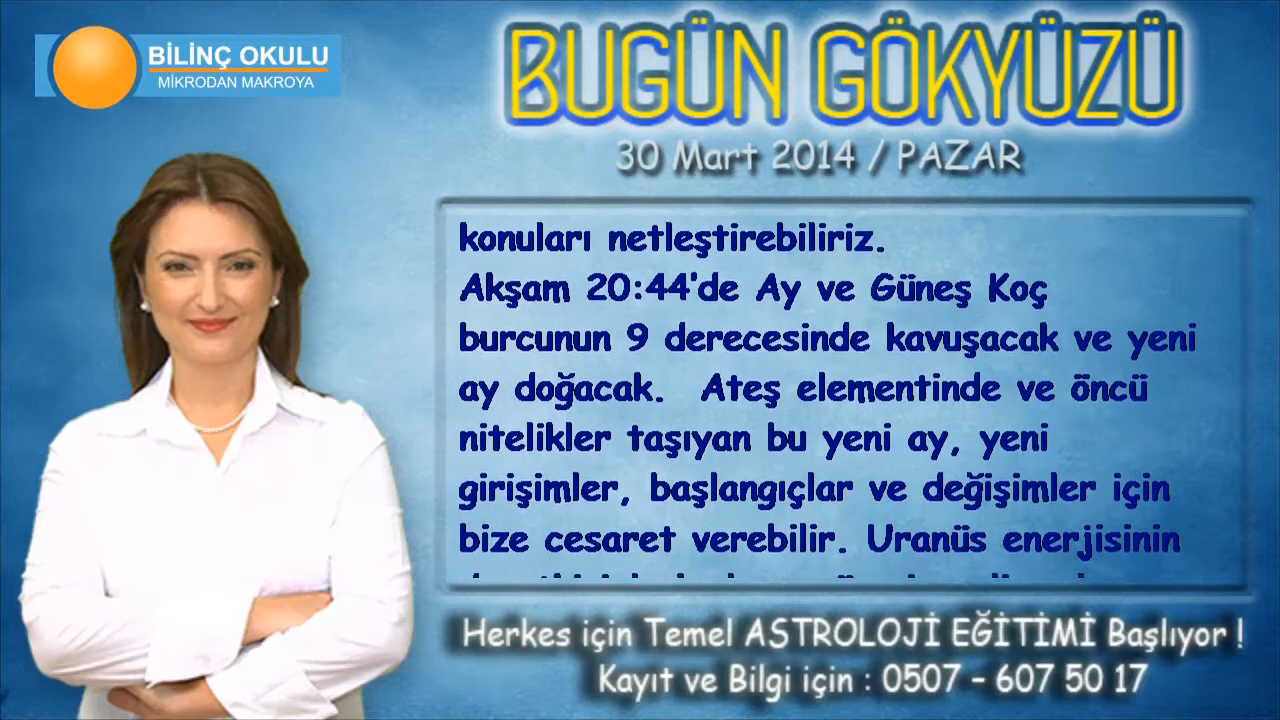 BİLİNÇ OKULU
MİKRODAN MAKROYA
BUGÜN GÖKYÜZÜ
30 Mart 2014 / PAZAR
konuları netleştirebiliriz.
Akşam 20:44'de Ay ve Güneş Koç
burcunun 9 derecesinde kavuşacak ve yeni
ay doğacak. Ateş elementinde ve öncü
nitelikler taşıyan bu yeni ay, yeni
girişimler, başlangıçlar ve değişimler için
bize cesaret verebilir. Uranüs enerjisinin
Herkes için Temel ASTROLOJİ EĞİTİMİ Başlıyor !
Kayıt ve Bilgi için : 0507 - 607 50 17